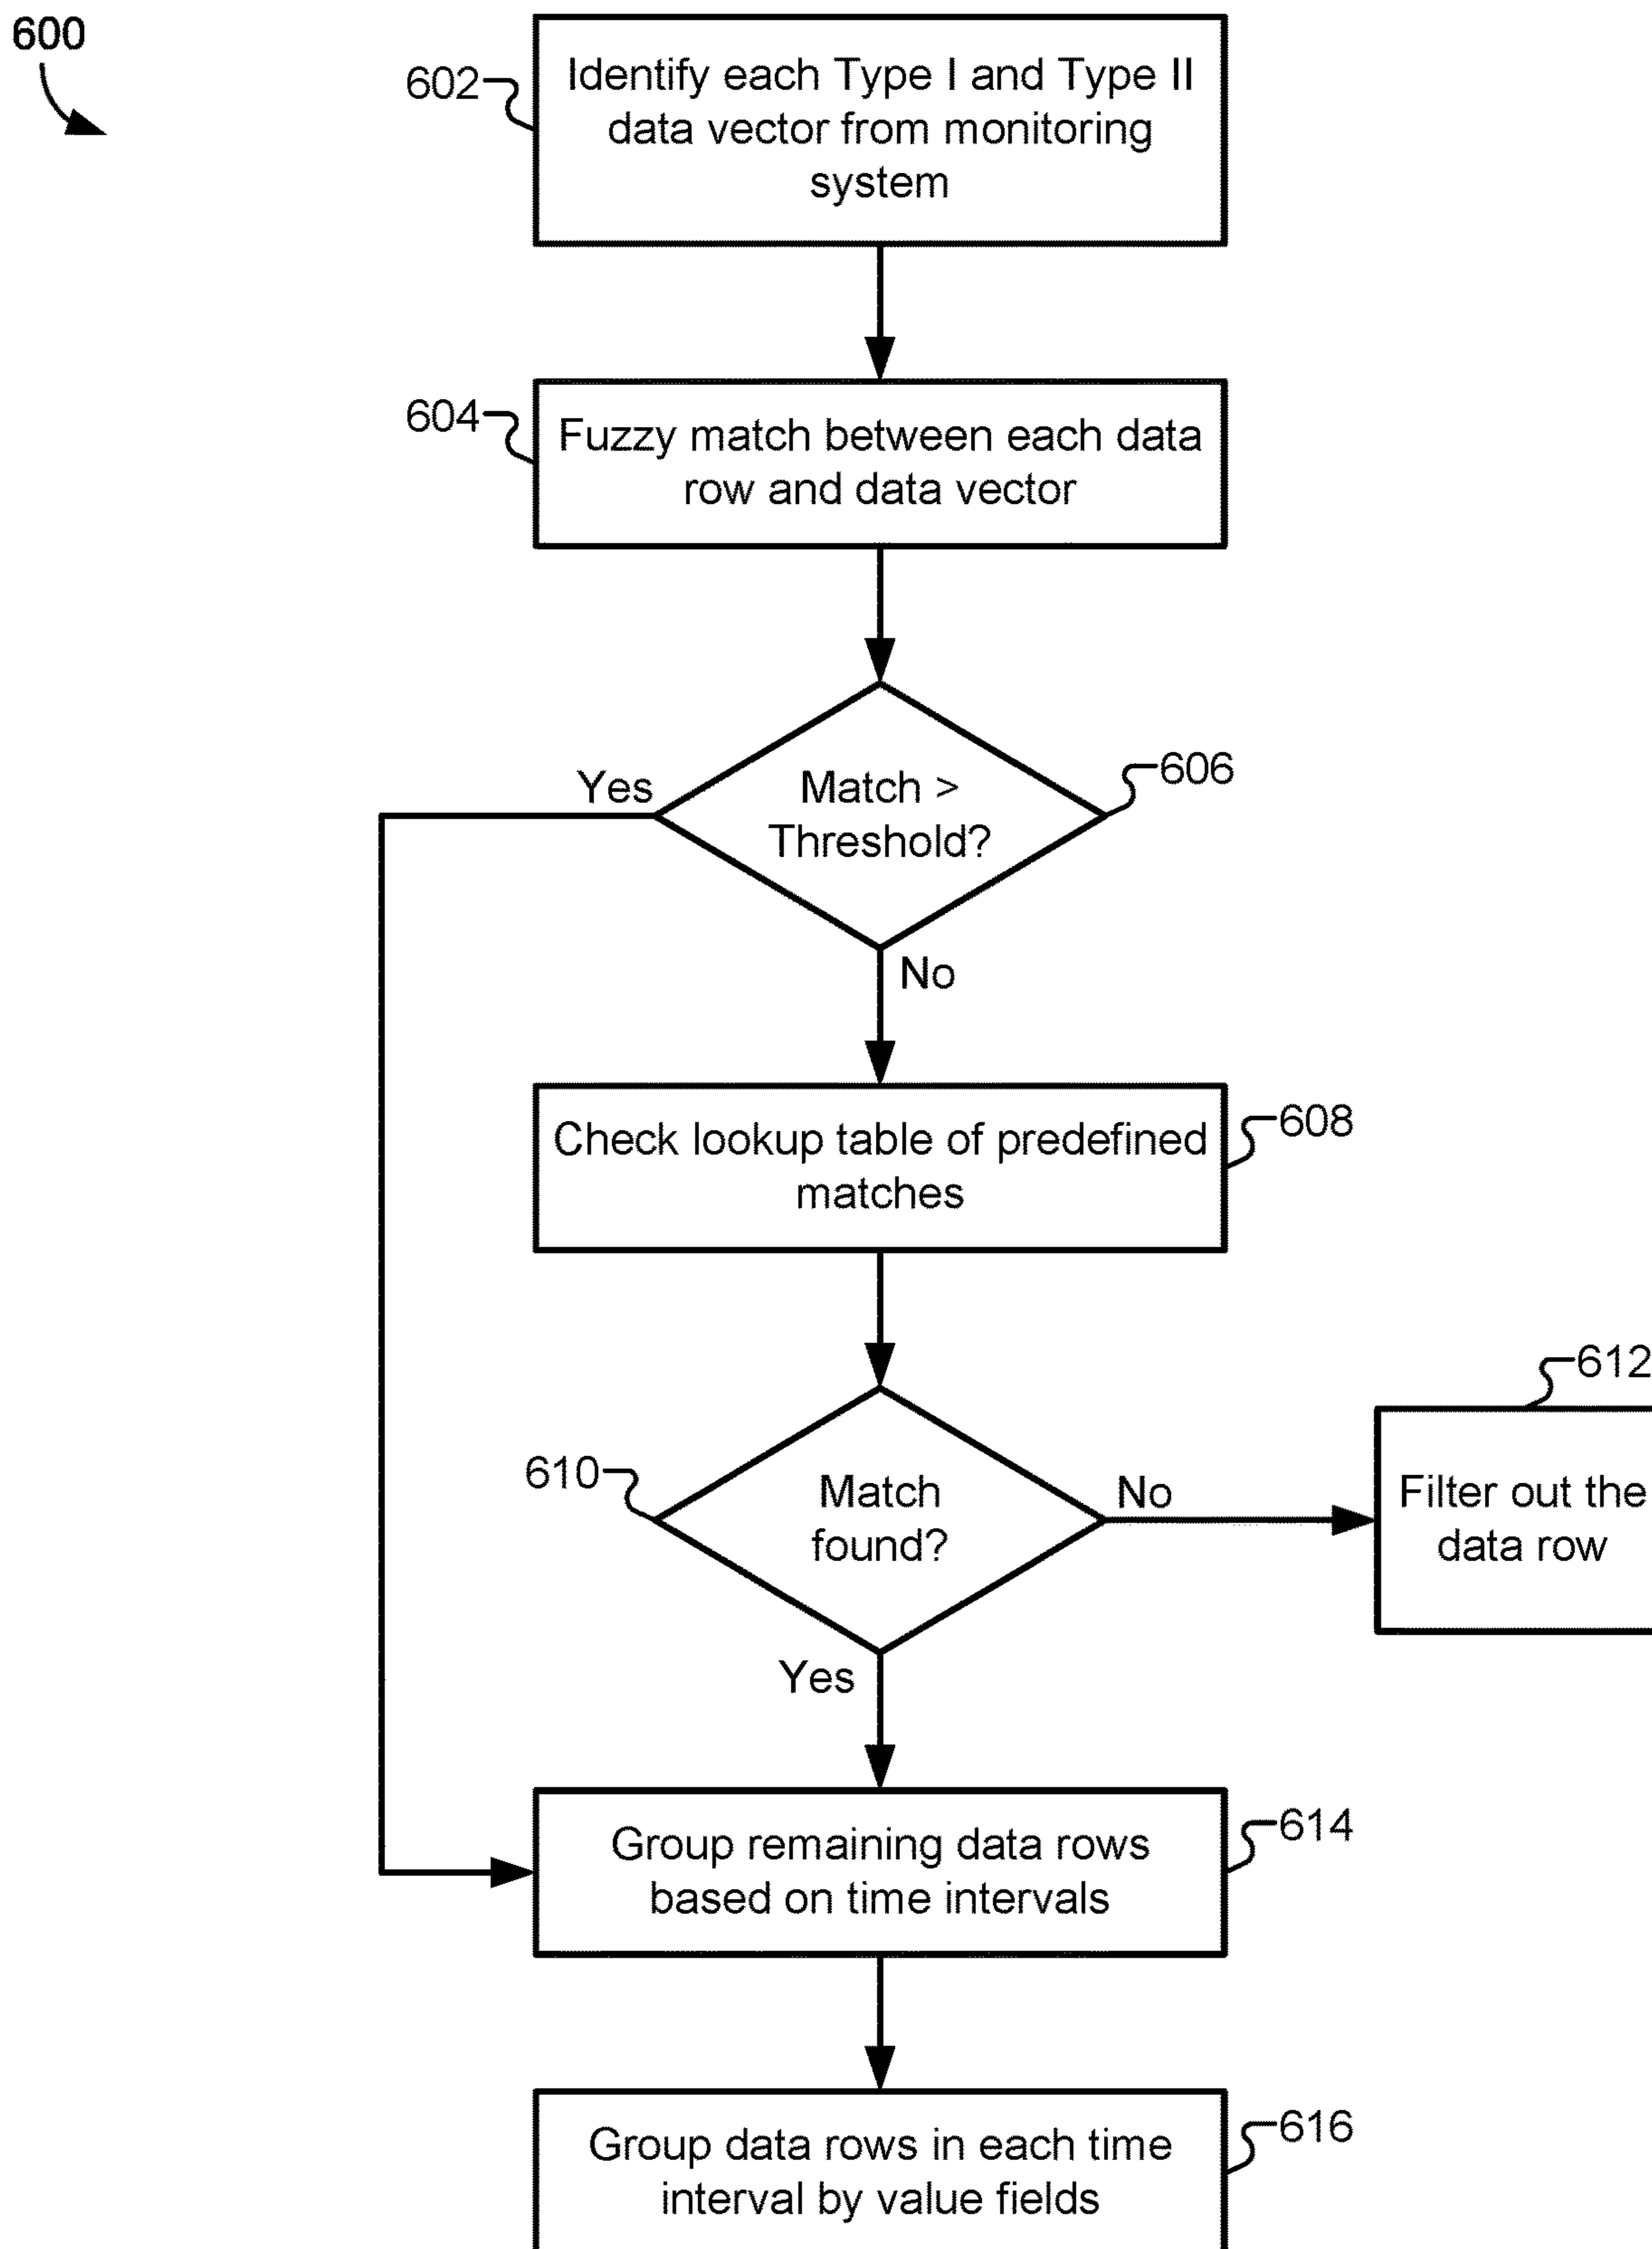 600
602
Identify each Type I and Type II
data vector from monitoring
system
604
Fuzzy match between each data
row and data vector
Yes
Match >
Threshold?
606
No
Check lookup table of predefined
matches
608
610
Match
found?
No
612
Filter out the
data row
Yes
Group remaining data rows
based on time intervals
614
Group data rows in each time
interval by value fields
616